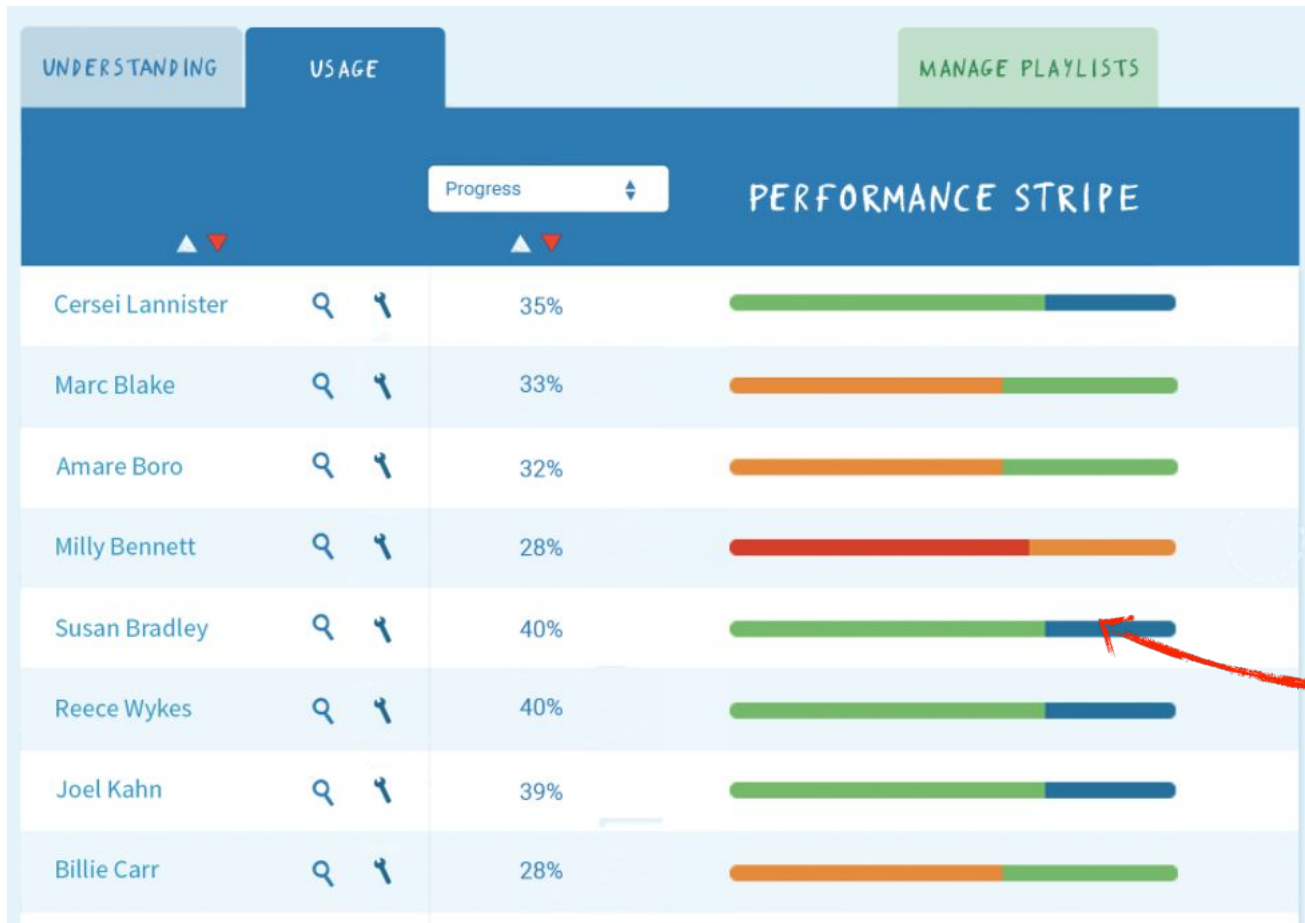 UNDERSTANDING USAGE MANAGE PLAYLISTS
Progress PERFORMANCE STRIPE
Cersei Lannister 35%
Marc Blake 33%
Amare Boro 32%
Milly Bennett 28%
Susan Bradley 40%
Reece Wykes 40%
Joel Kahn 39%
Billie Carr 28%